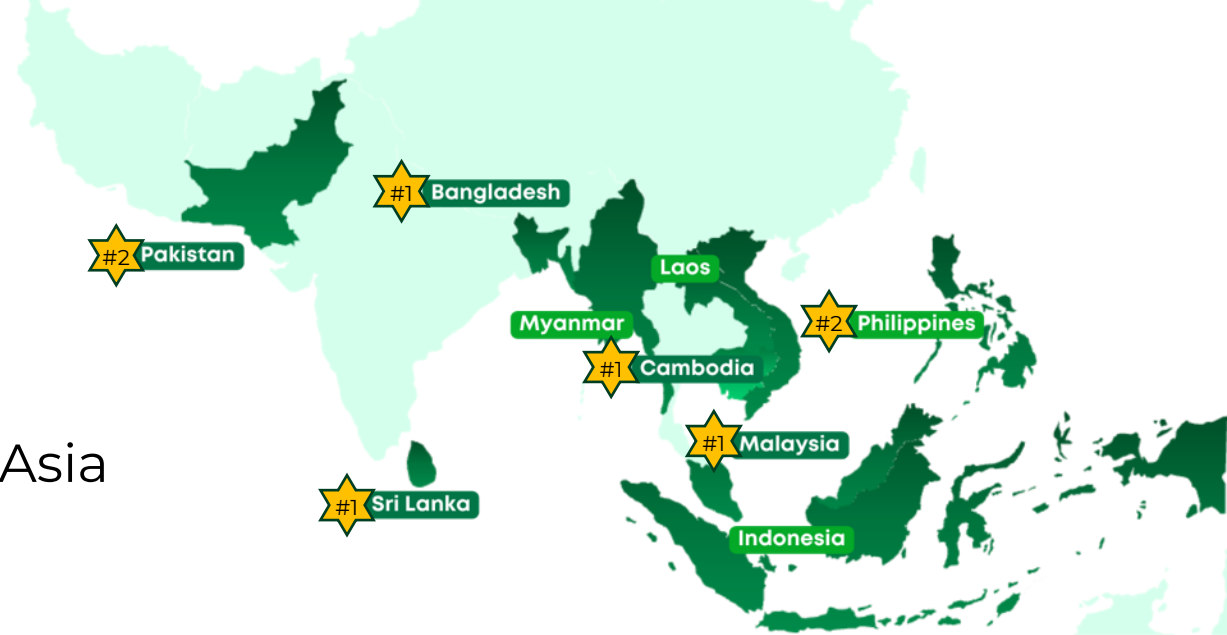 #1 Bangladesh
#2 Pakistan
Laos
Myanmar
#2 Philippines
#1 Cambodia
#1 Malaysia
Asia
#1 Sri Lanka
Indonesia